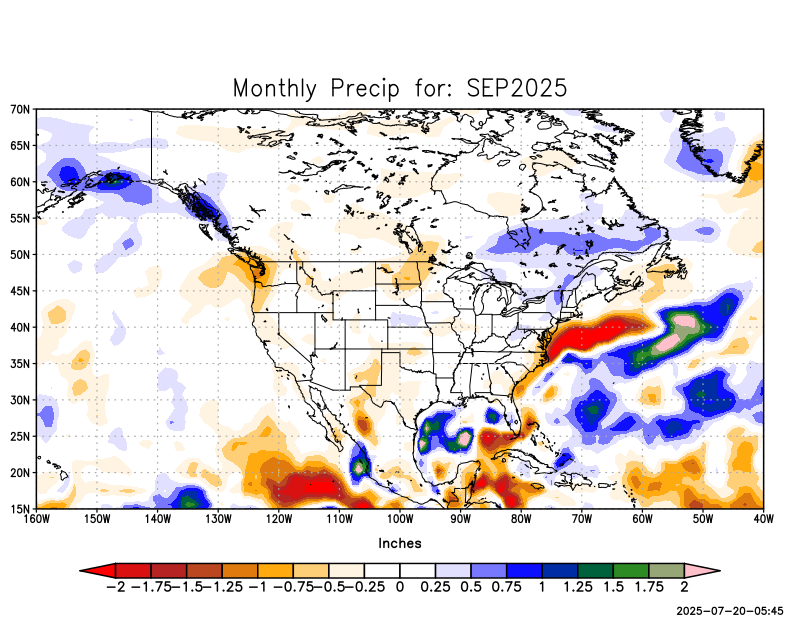 Monthly Precip for: SEP2025
70N
65N
60N
55N
50N
45N
40N
35N
30N
25N
20N
15N
160W 150W 140W 130W 120W 110W 100W 90W 80W 70W 60W 50W 40W
Inches
-2 -1.75 -1.5 -1.25 -1 -0.75 -0.5 -0.25 0 0.25 0.5 0.75 1 1.25 1.5 1.75 2
2025-07-20-05:45